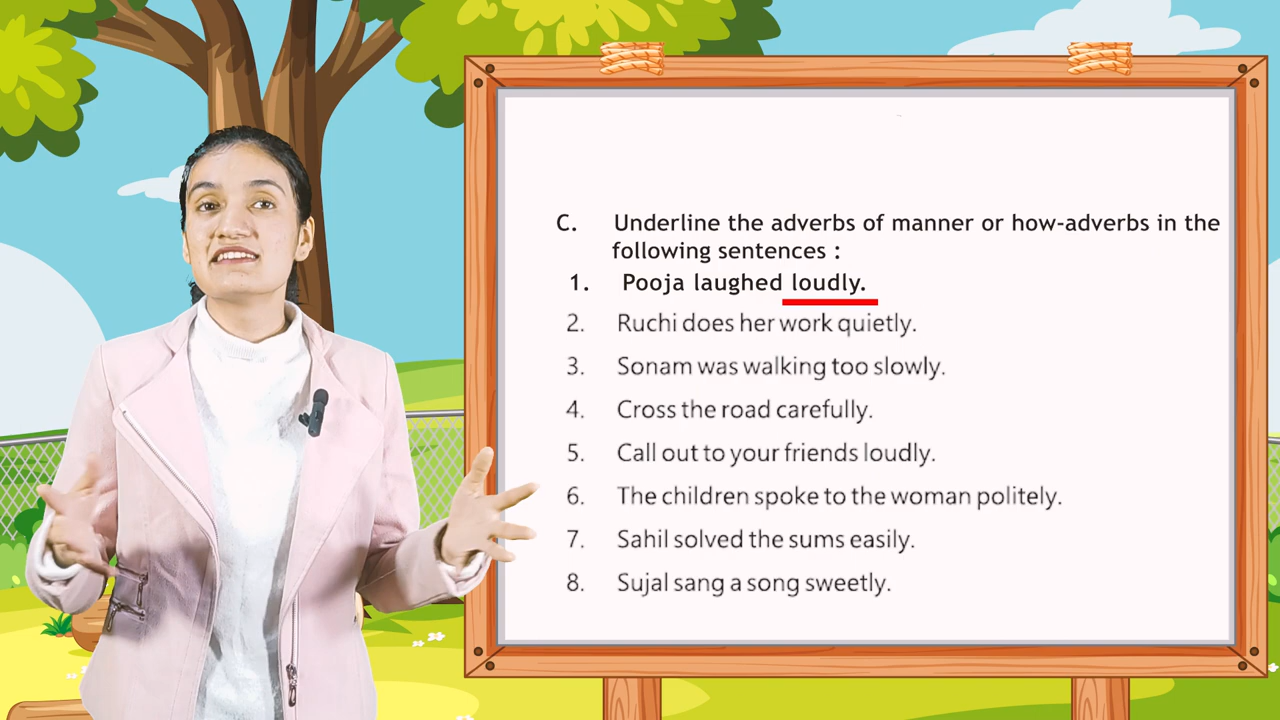 C. Underline the adverbs of manner or how-adverbs in the
following sentences :
1. Pooja laughed loudly.
2. Ruchi does her work quietly.
3. Sonam was walking too slowly.
4. Cross the road carefully.
5. Call out to your friends loudly.
6. The children spoke to the woman politely.
7. Sahil solved the sums easily.
8. Sujal sang a song sweetly.